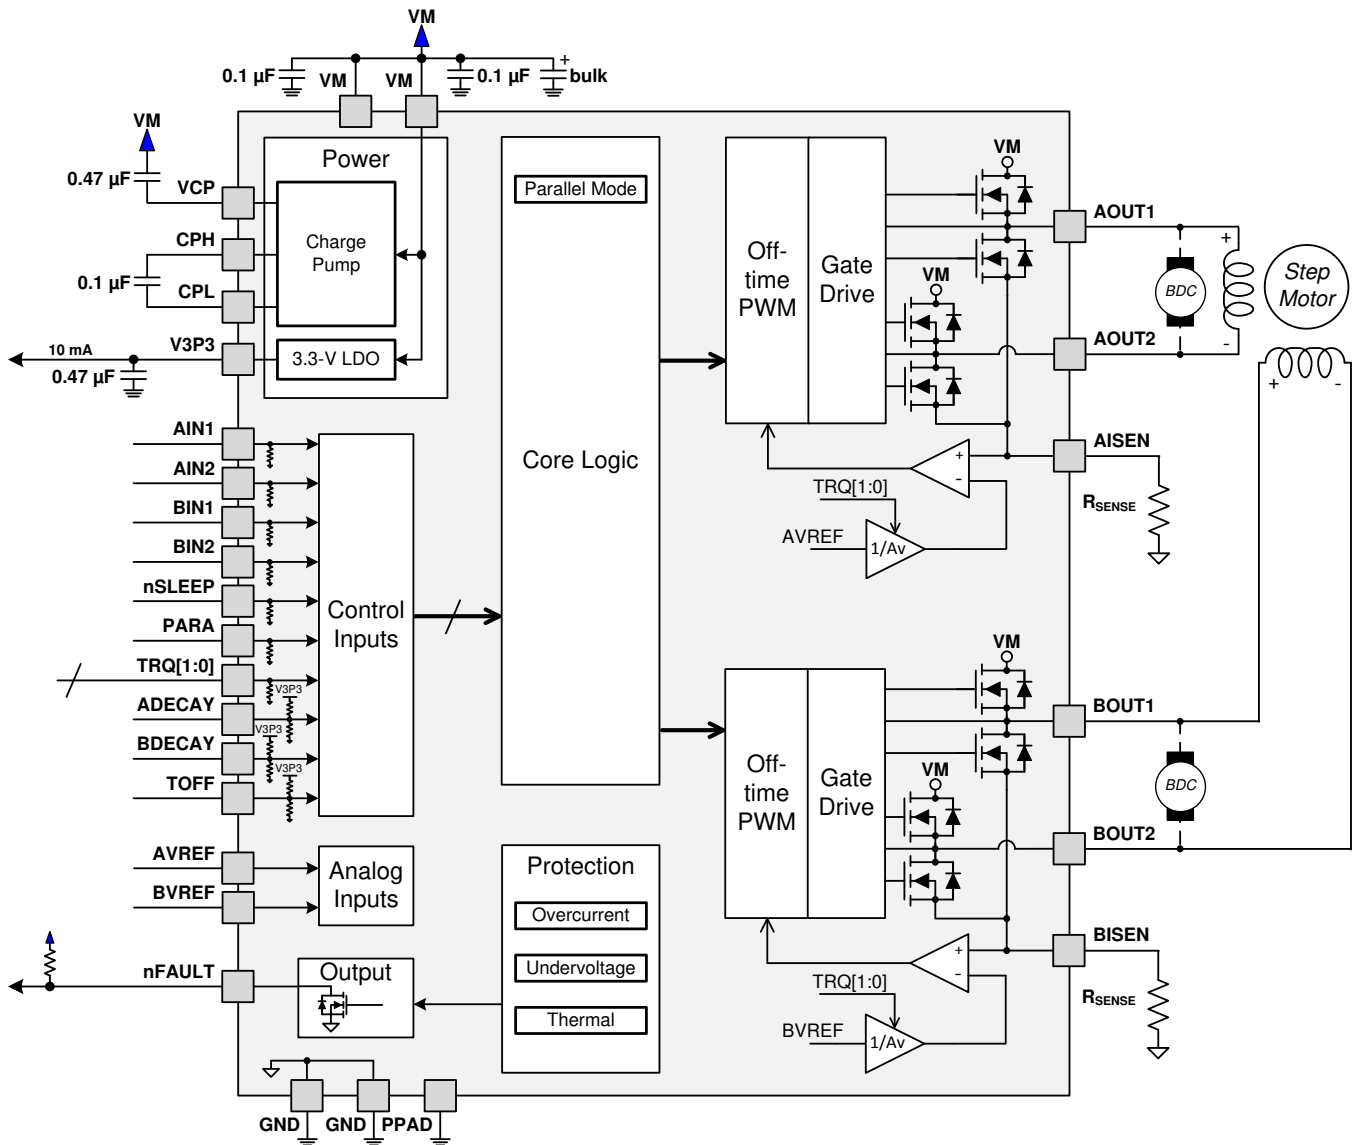 VM
0.1 µF
VM
VM
0.1 µF
+
bulk
VM
0.47 µF
VCP
CPH
0.1 µF
CPL
10 mA
V3P3
0.47 µF
Power
Charge
Pump
3.3-V LDO
AIN1
AIN2
BIN1
BIN2
nSLEEP
PARA
TRQ[1:0]
ADECAY
BDECAY
TOFF
V3P3
V3P3
V3P3
Control
Inputs
AVREF
BVREF
Analog
Inputs
nFAULT
Output
Parallel Mode
Core Logic
Protection
Overcurrent
Undervoltage
Thermal
GND
GND
PPAD
Off-
time
PWM
Gate
Drive
VM
VM
AOUT1
AOUT2
BDC
+
-
Step
Motor
+
-
AISEN
RSENSE
+
-
TRQ[1:0]
AVREF
1/Av
Off-
time
PWM
Gate
Drive
VM
VM
BOUT1
BOUT2
BDC
BISEN
RSENSE
+
-
TRQ[1:0]
BVREF
1/Av